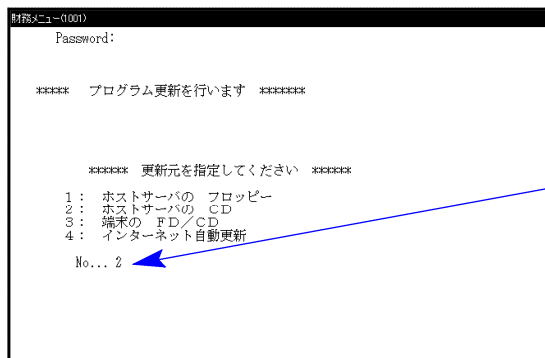 財務メニュー(1001)
Password:
***** プログラム更新を行います *******
****** 更新元を指定してください ******
1： ホストサーバの フロッピー
2： ホストサーバの ＣＤ
3： 端末の ＦＤ／ＣＤ
4： インターネット自動更新
No... 2